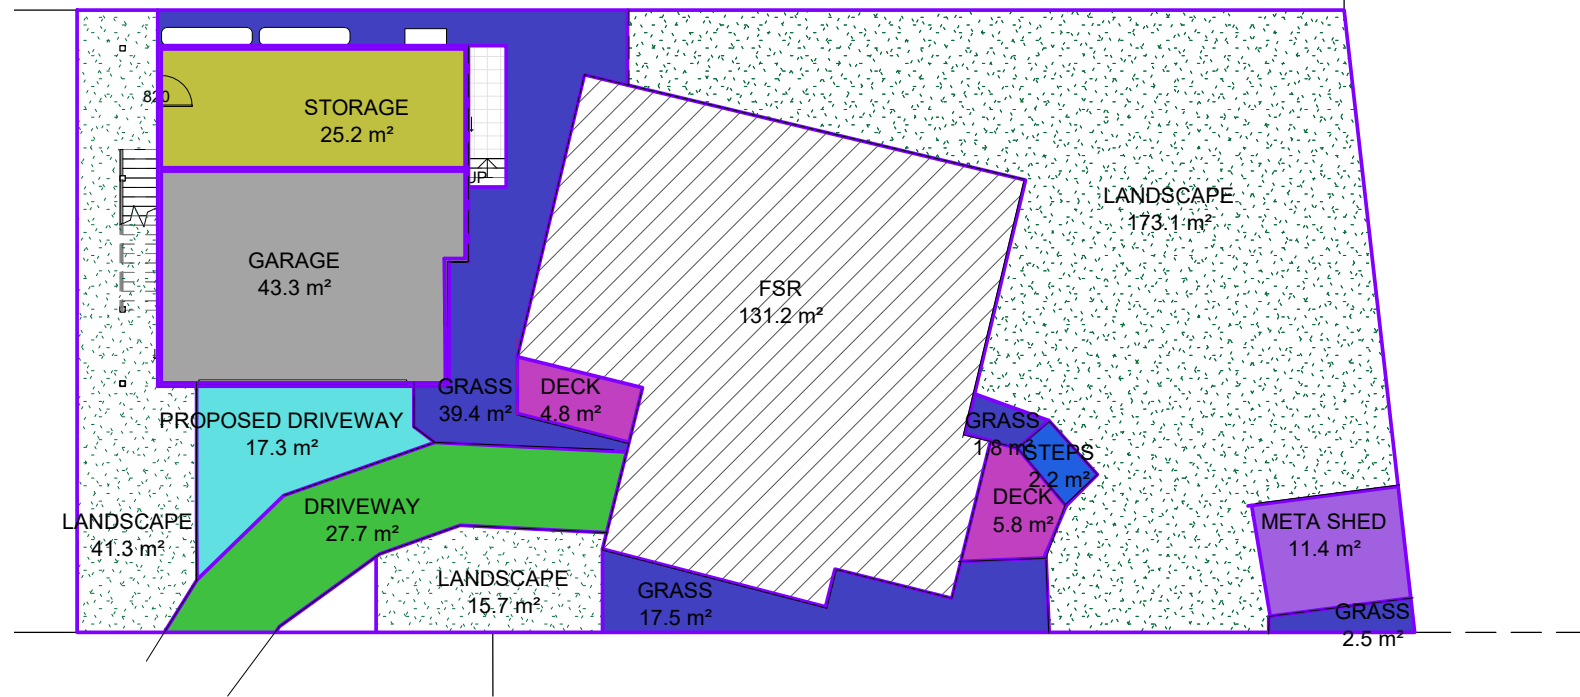 820
STORAGE
25.2 m²
UP
LANDSCAPE
173.1 m²
GARAGE
43.3 m²
FSR
131.2 m²
GRASS
39.4 m²
DECK
4.8 m²
PROPOSED DRIVEWAY
17.3 m²
GRASS
1.8 m²
STEPS
2.2 m²
DECK
5.8 m²
DRIVEWAY
27.7 m²
LANDSCAPE
41.3 m²
META SHED
11.4 m²
LANDSCAPE
15.7 m²
GRASS
17.5 m²
GRASS
2.5 m²